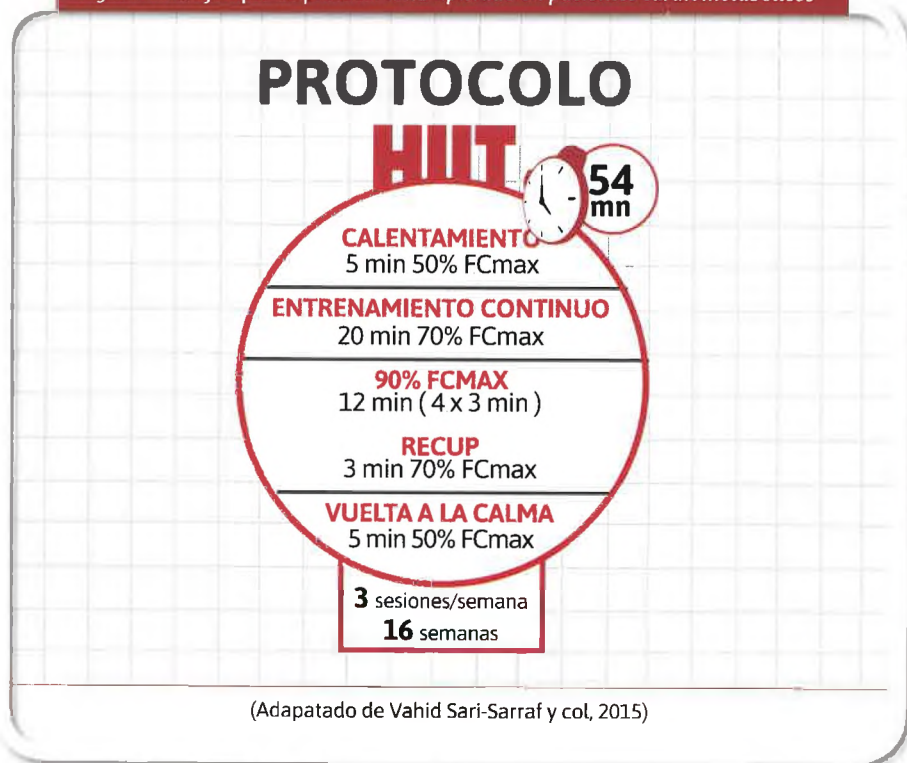 PROTOCOLO
HIIT
54
mn
CALENTAMIENTO
5 min 50% FCmax
ENTRENAMIENTO CONTINUO
20 min 70% FCmax
90% FCMAX
12 min ( 4 x 3 min )
RECUP
3 min 70% FCmax
VUELTA A LA CALMA
5 min 50% FCmax
3 sesiones/semana
16 semanas
(Adapatado de Vahid Sari-Sarraf y col, 2015)